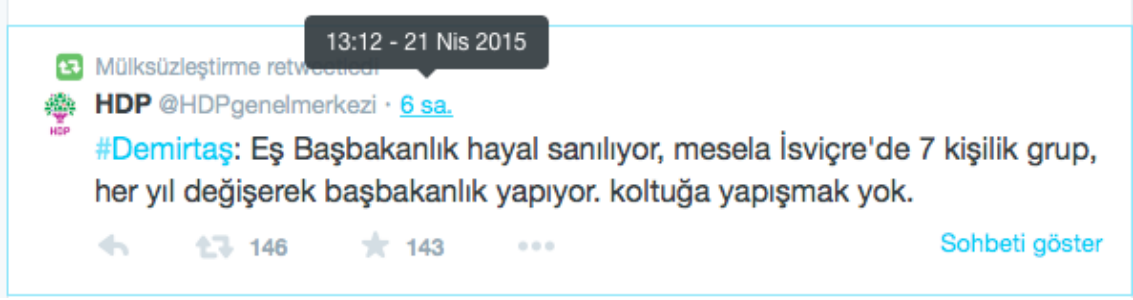 13:12 - 21 Nis 2015
Mülksüzleştirme retweetledi
HDP @HDPgenelmerkezi · 6 sa.
HDP
#Demirtaş: Eş Başbakanlık hayal sanılıyor, mesela İsviçre'de 7 kişilik grup,
her yıl değişerek başbakanlık yapıyor. koltuğa yapışmak yok.
146 143
Sohbeti göster